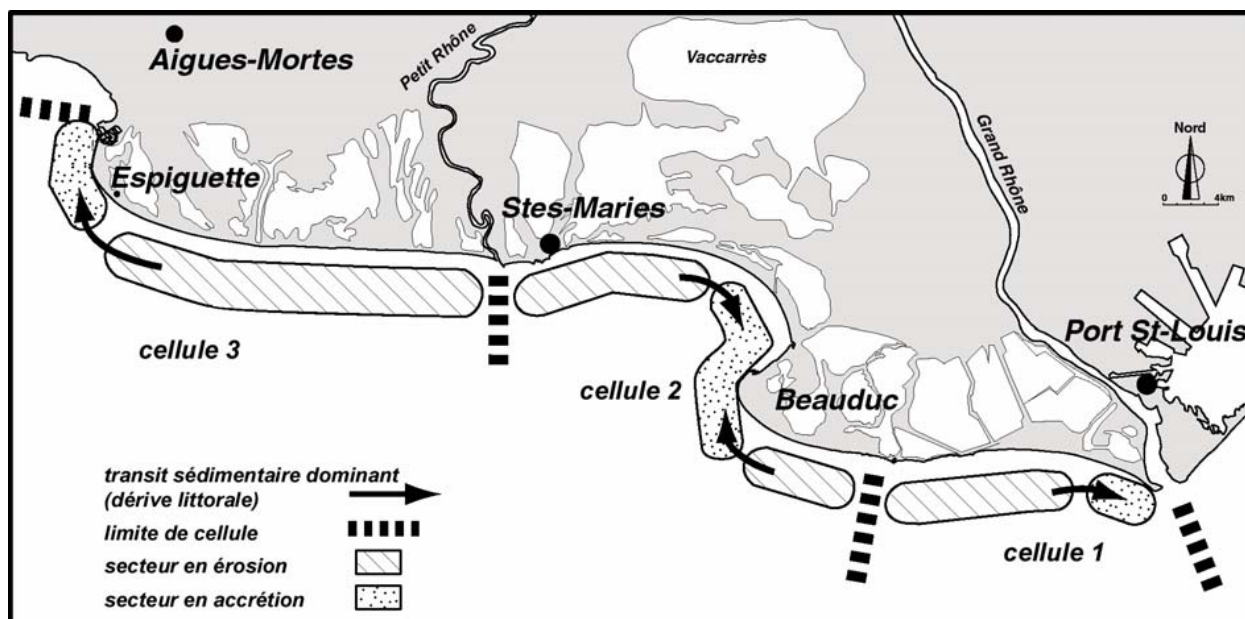 Aigues-Mortes
Petit Rhône
Vaccarrès
Grand Rhône
Nord
0 4km
Espiguette
Stes-Maries
Port St-Louis
cellule 3
cellule 2
Beauduc
cellule 1
transit sédimentaire dominant
(dérive littorale)
limite de cellule
secteur en érosion
secteur en accrétion